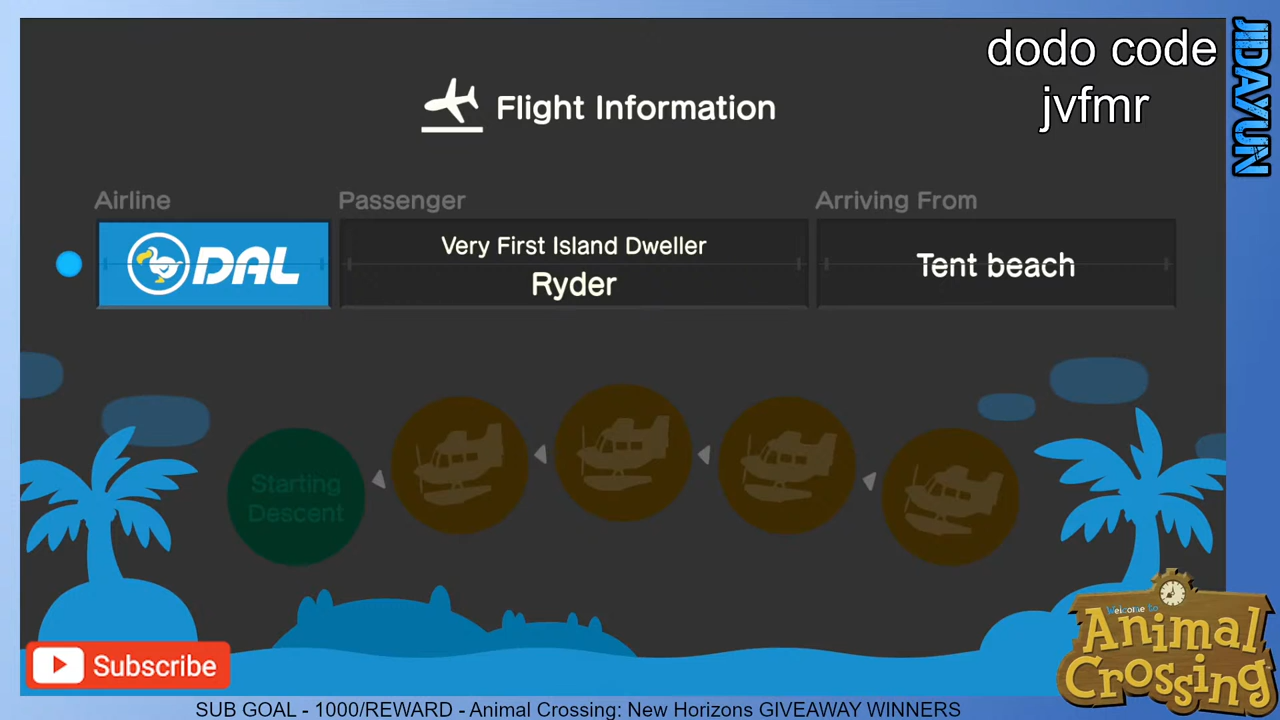 dodo code
jvfmr
JIDAVUN
Flight Information
Airline
Passenger
Arriving From
DAL
Very First Island Dweller
Ryder
Tent beach
Starting
Descent
Welcome to
Animal
Crossing
Subscribe
SUB GOAL - 1000/REWARD - Animal Crossing: New Horizons GIVEAWAY WINNERS